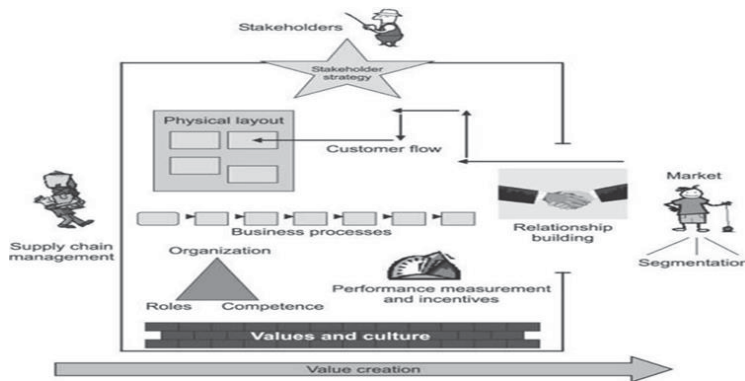 Stakeholders
Stakeholder
strategy
Physical layout
Customer flow
Market
Business processes
Relationship
building
Supply chain
management
Segmentation
Organization
Roles
Competence
Performance measurement
and incentives
Values and culture
Value creation